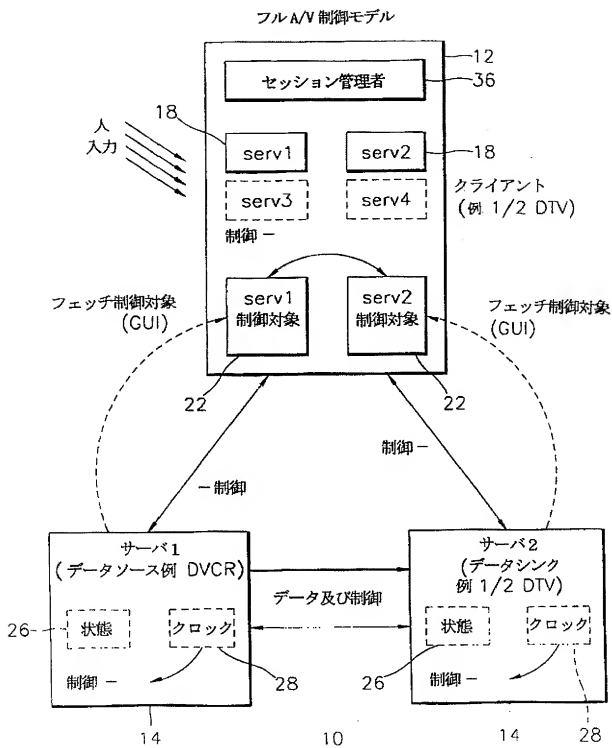 フル A/V 制御モデル
12
セッション管理者
36
人
入力
18
serv1
serv2
18
serv3
serv4
クライアント
(例 1/2 DTV)
制御 −
serv1
制御対象
serv2
制御対象
フェッチ制御対象
(GUI)
フェッチ制御対象
(GUI)
22
22
− 制御
制御 −
サーバ 1
(データソース例 DVCR)
サーバ 2
(データシンク
例 1/2 DTV)
データ及び制御
26
状態
クロック
28
制御 −
26
状態
クロック
28
制御 −
14
10
14